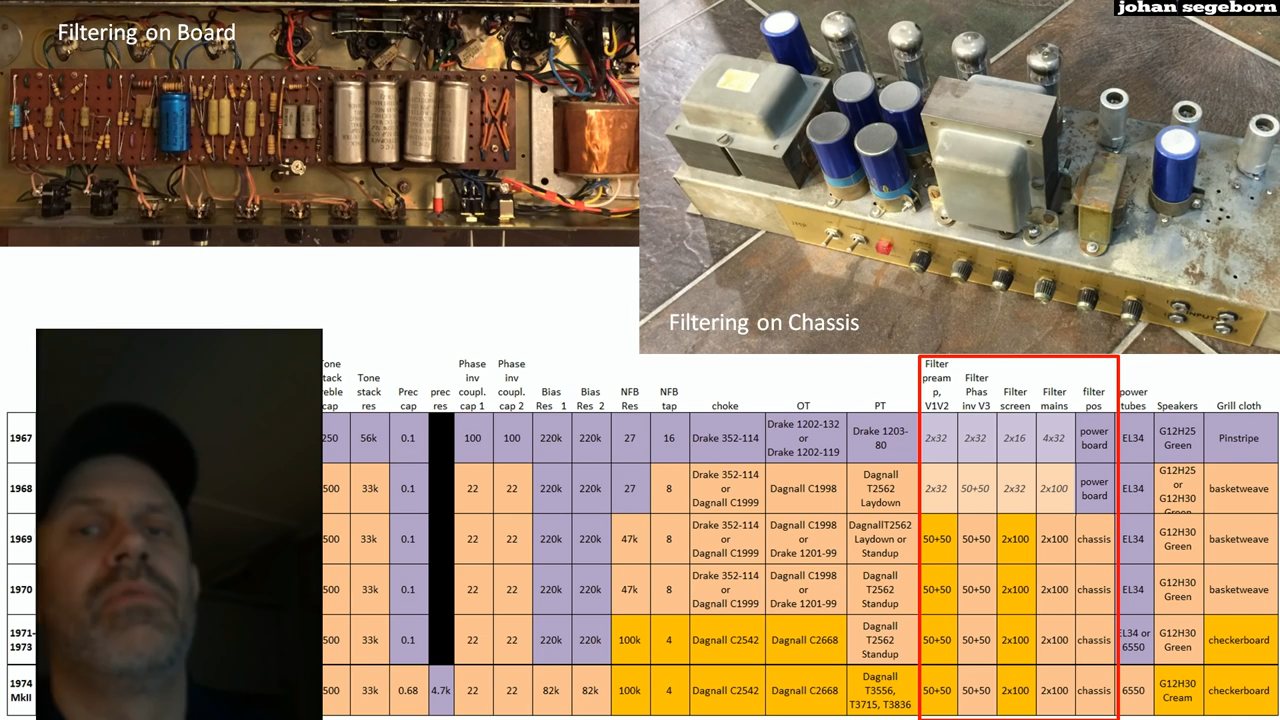 johan segeborn
Filtering on Board
Filtering on Chassis
INPUTS
Tone stack treble cap | Tone stack res | Prec cap | prec res | Phase inv coupl. cap 1 | Phase inv coupl. cap 2 | Bias Res 1 | Bias Res 2 | NFB Res | NFB tap | choke | OT | PT | Filter pream p, V1V2 | Filter Phas inv V3 | Filter screen | Filter mains | filter pos | power tubes | Speakers | Grill cloth
1967 | 250 | 56k | 0.1 | 100 | 100 | 220k | 220k | 27 | 16 | Drake 352-114 | Drake 1202-132 or Drake 1202-119 | Drake 1203-80 | 2x32 | 2x32 | 2x16 | 4x32 | power board | EL34 | G12H25 Green | Pinstripe
1968 | 500 | 33k | 0.1 | 22 | 22 | 220k | 220k | 27 | 8 | Drake 352-114 or Dagnall C1999 | Dagnall C1998 | Dagnall T2562 Laydown | 2x32 | 50+50 | 2x32 | 2x100 | power board | EL34 | G12H25 or G12H30 Green | basketweave
1969 | 500 | 33k | 0.1 | 22 | 22 | 220k | 220k | 47k | 8 | Drake 352-114 or Dagnall C1999 | Dagnall C1998 or Drake 1201-99 | DagnallT2562 Laydown or Standup | 50+50 | 50+50 | 2x100 | 2x100 | chassis | EL34 | G12H30 Green | basketweave
1970 | 500 | 33k | 0.1 | 22 | 22 | 220k | 220k | 47k | 8 | Drake 352-114 or Dagnall C1999 | Dagnall C1998 or Drake 1201-99 | Dagnall T2562 Standup | 50+50 | 50+50 | 2x100 | 2x100 | chassis | EL34 | G12H30 Green | basketweave
1971-1973 | 500 | 33k | 0.1 | 22 | 22 | 220k | 220k | 100k | 4 | Dagnall C2542 | Dagnall C2668 | Dagnall T2562 Standup | 50+50 | 50+50 | 2x100 | 2x100 | chassis | EL34 or 6550 | G12H30 Green | checkerboard
1974 MkII | 500 | 33k | 0.68 | 4.7k | 22 | 22 | 82k | 82k | 100k | 4 | Dagnall C2542 | Dagnall C2668 | Dagnall T3556, T3715, T3836 | 50+50 | 50+50 | 2x100 | 2x100 | chassis | 6550 | G12H30 Cream | checkerboard